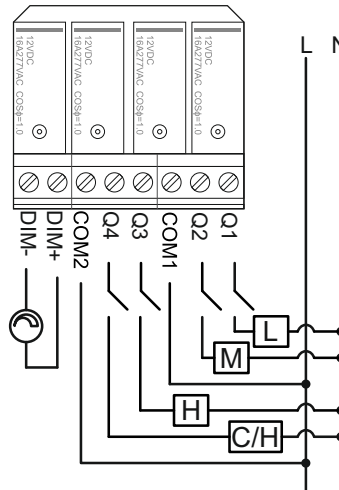 12VDC
16A277VAC COSϕ=1.0
12VDC
16A277VAC COSϕ=1.0
12VDC
16A277VAC COSϕ=1.0
12VDC
16A277VAC COSϕ=1.0
L N
DIM-
DIM+
COM2
Q4
Q3
COM1
Q2
Q1
L
M
H
C/H